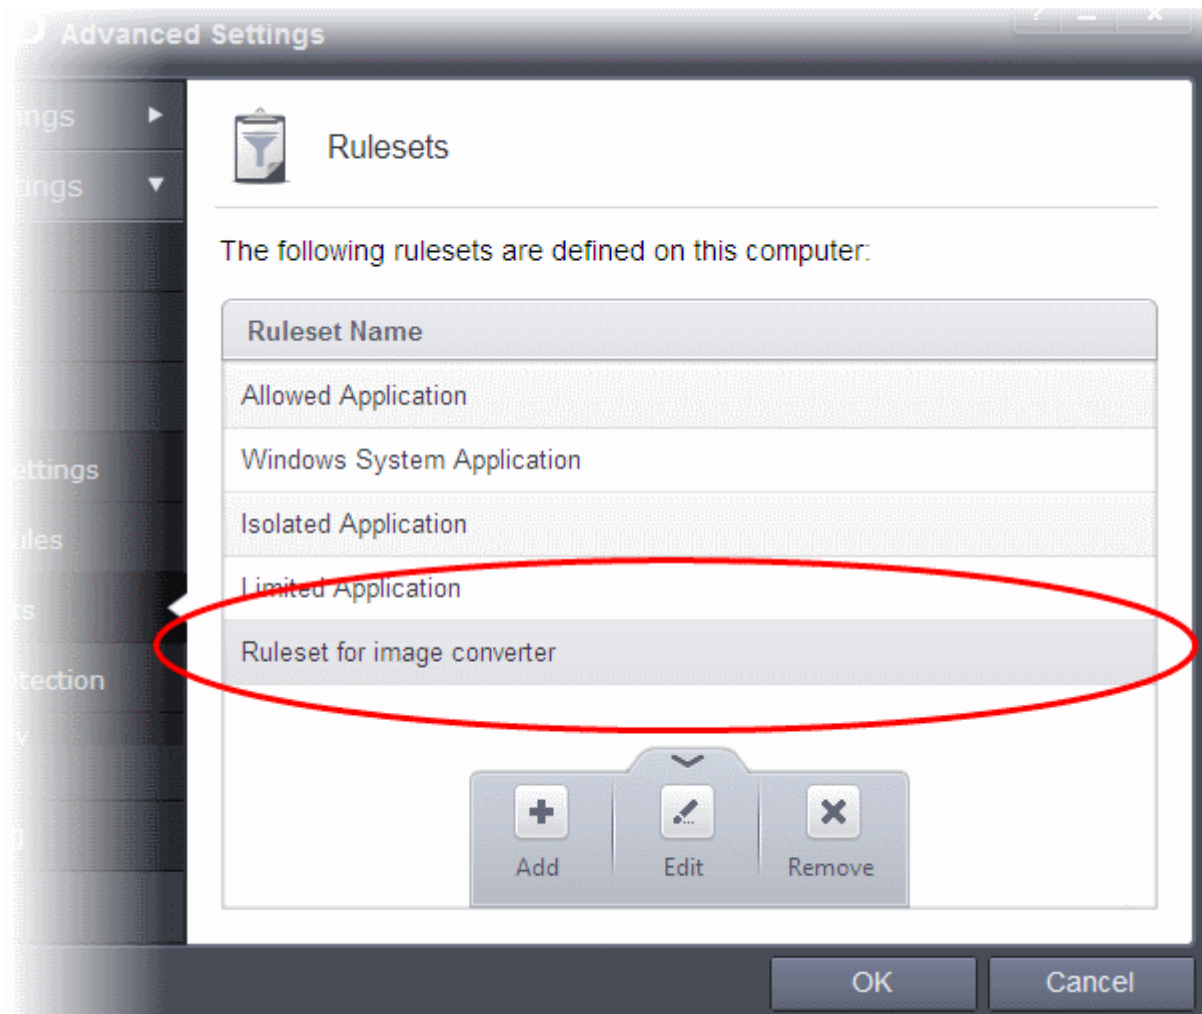 Advanced Settings
Rulesets
The following rulesets are defined on this computer:
Ruleset Name
Allowed Application
Windows System Application
Isolated Application
Limited Application
Ruleset for image converter
Add Edit Remove
OK Cancel